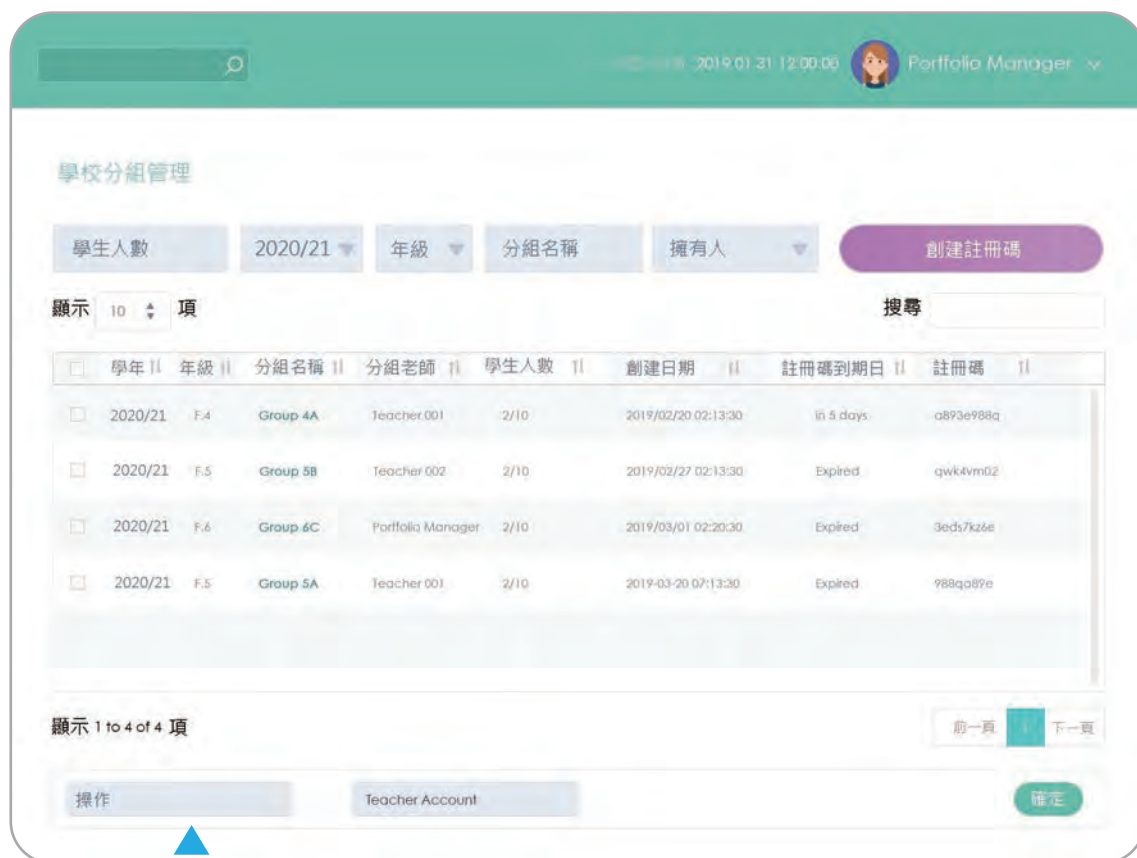 2019 01 31 12:00:00 Portfolio Manager
學校分組管理
學生人數 2020/21 年級 分組名稱 擁有人 創建註冊碼
顯示 10 項 搜尋
學年 年級 分組名稱 分組老師 學生人數 創建日期 註冊碼到期日 註冊碼
2020/21 F.4 Group 4A Teacher 001 2/10 2019/02/20 02:13:30 in 5 days a893e988q
2020/21 F.5 Group 5B Teacher 002 2/10 2019/02/27 02:13:30 Expired qwk4vm02
2020/21 F.6 Group 6C Portfolio Manager 2/10 2019/03/01 02:20:30 Expired 3eds7kz6e
2020/21 F.5 Group 5A Teacher 001 2/10 2019-03-20 07:13:30 Expired 988qa89e
顯示 1 to 4 of 4 項 前一頁 1 下一頁
操作 Teacher Account 確定